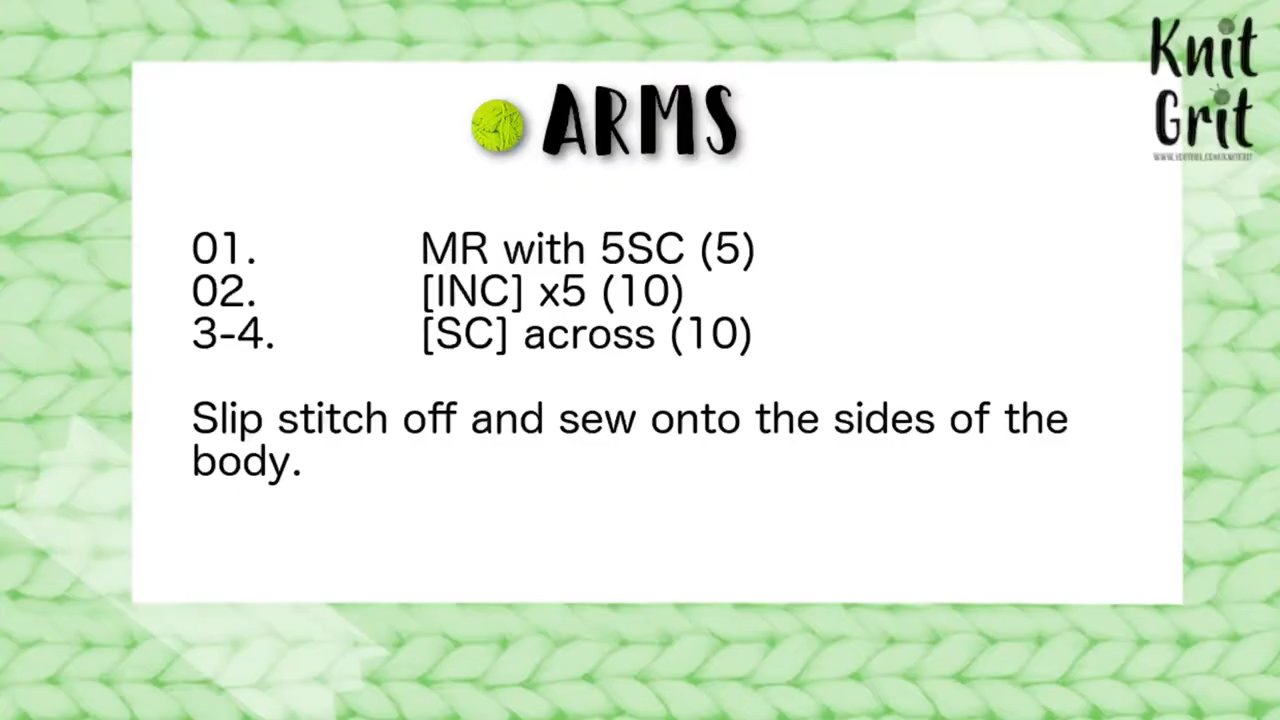 Knit
Grit
ARMS
01. MR with 5SC (5)
02. [INC] x5 (10)
3-4. [SC] across (10)
Slip stitch off and sew onto the sides of the
body.